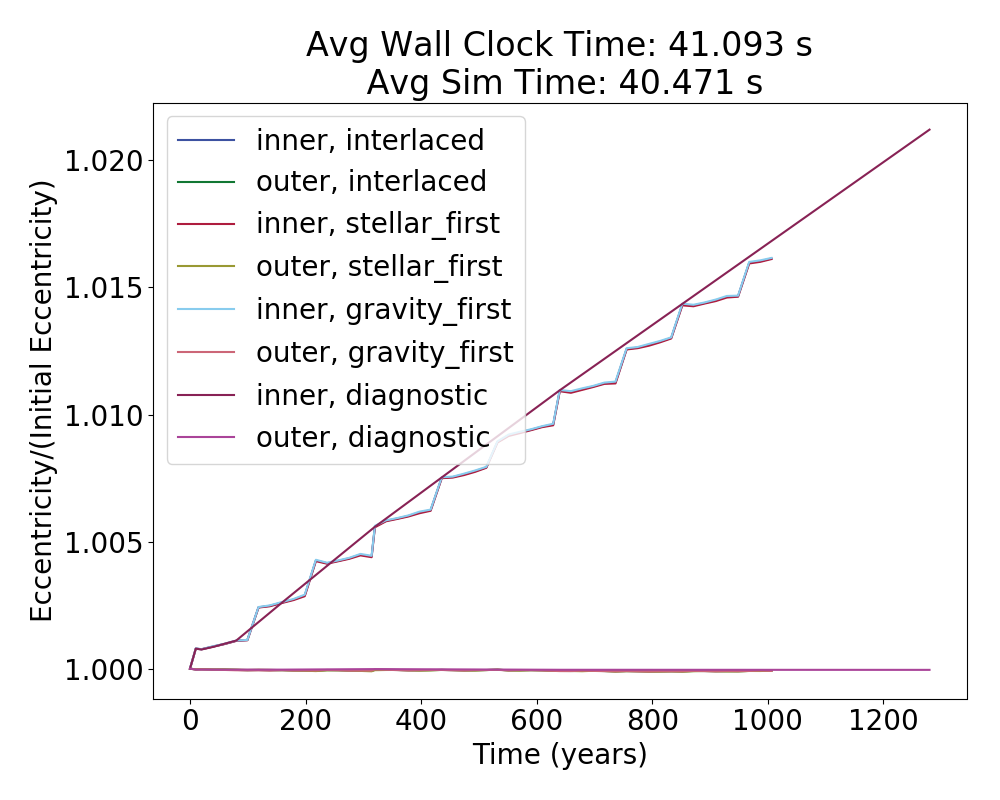 Avg Wall Clock Time: 41.093 s
Avg Sim Time: 40.471 s
Eccentricity/(Initial Eccentricity)
1.020
1.015
1.010
1.005
1.000
inner, interlaced
outer, interlaced
inner, stellar_first
outer, stellar_first
inner, gravity_first
outer, gravity_first
inner, diagnostic
outer, diagnostic
0 200 400 600 800 1000 1200
Time (years)